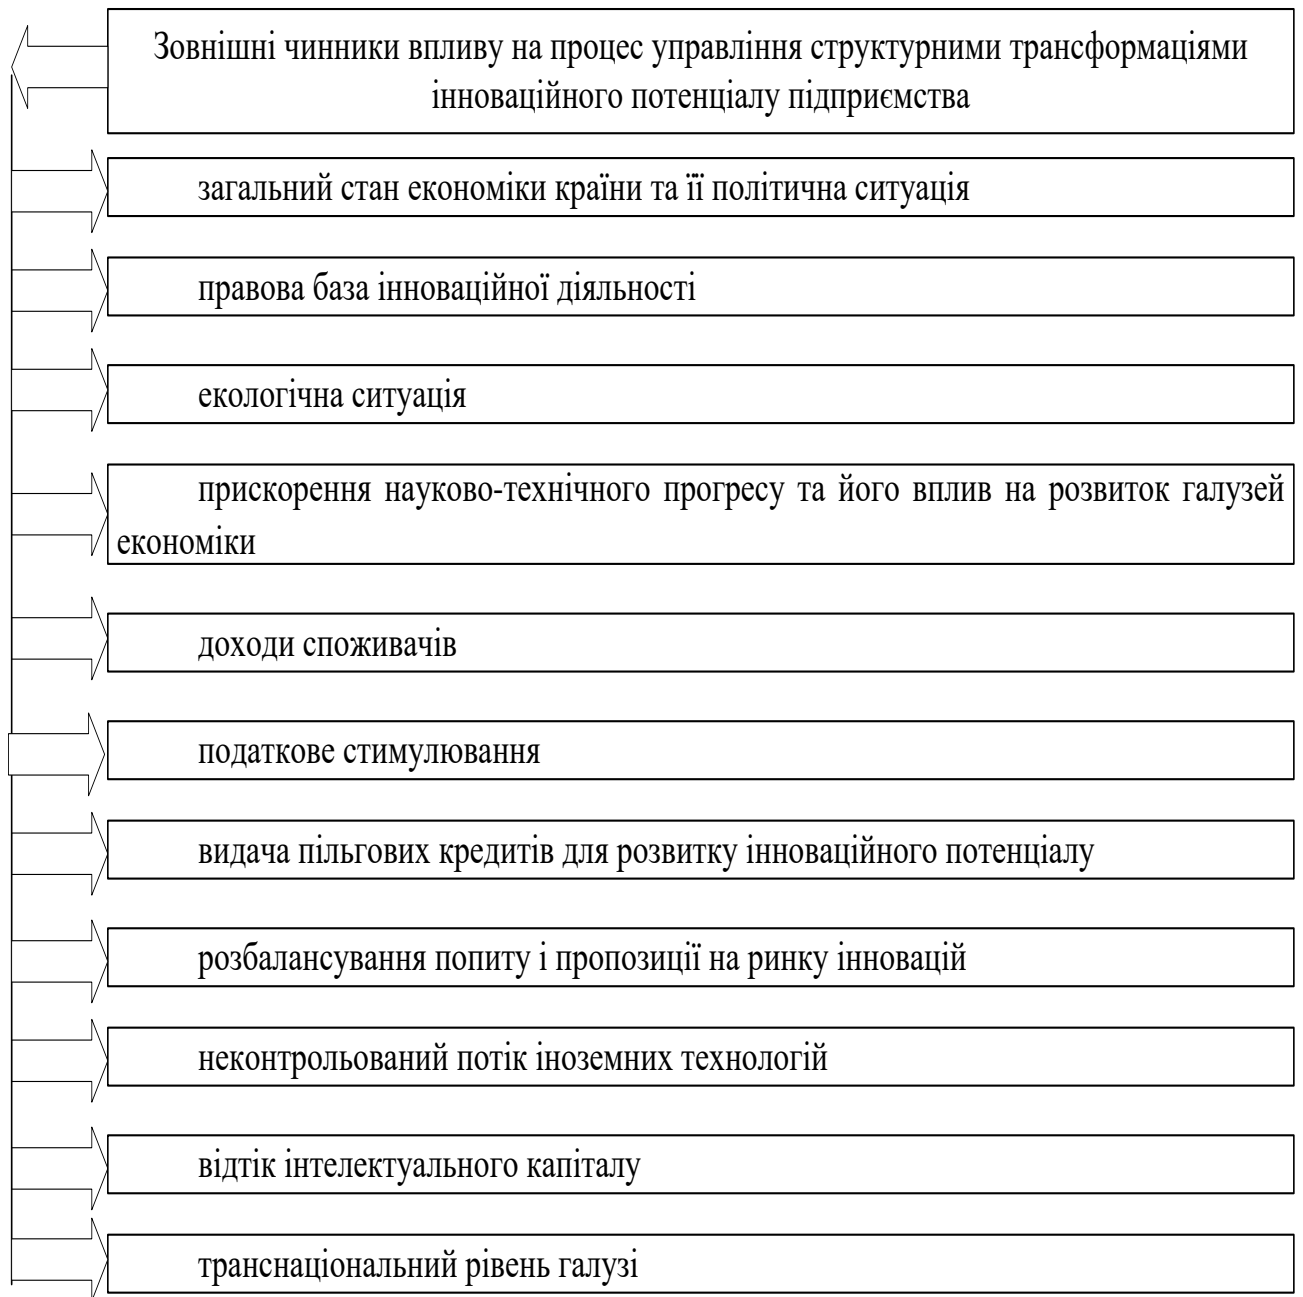 Зовнішні чинники впливу на процес управління структурними трансформаціями
інноваційного потенціалу підприємства
загальний стан економіки країни та її політична ситуація
правова база інноваційної діяльності
екологічна ситуація
прискорення науково-технічного прогресу та його вплив на розвиток галузей
економіки
доходи споживачів
податкове стимулювання
видача пільгових кредитів для розвитку інноваційного потенціалу
розбалансування попиту і пропозиції на ринку інновацій
неконтрольований потік іноземних технологій
відтік інтелектуального капіталу
транснаціональний рівень галузі